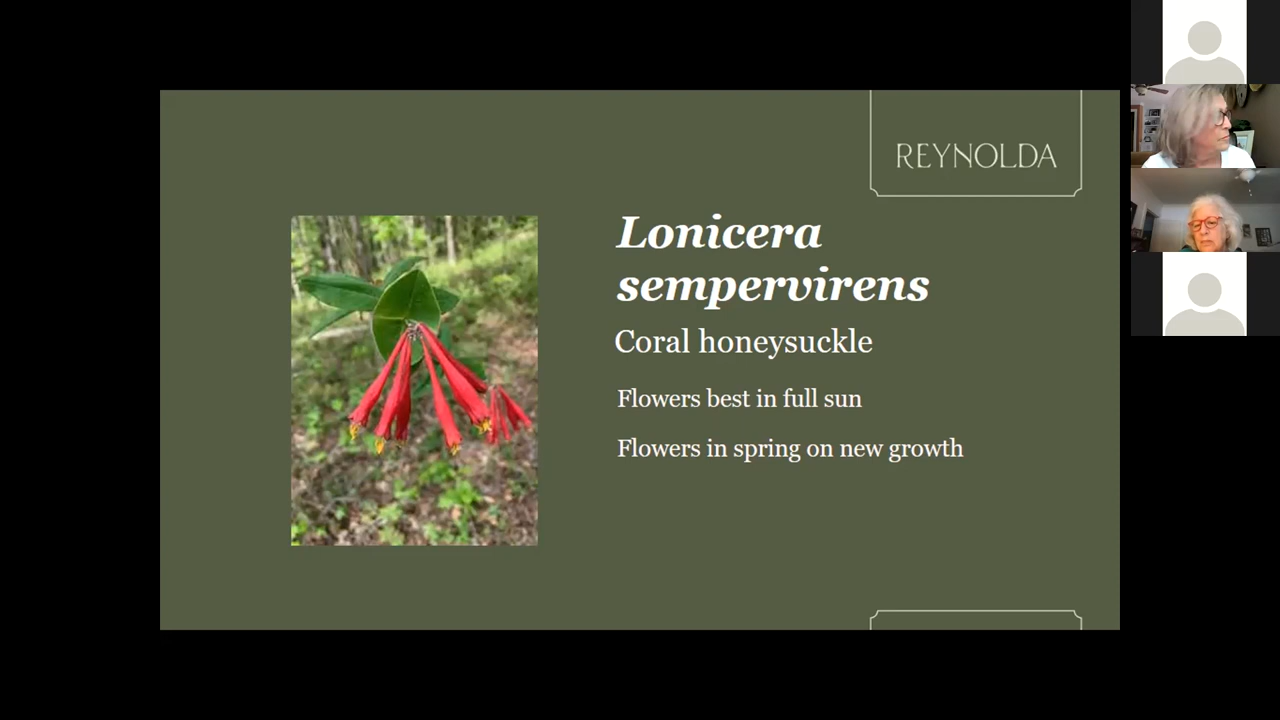 REYNOLDA
Lonicera
sempervirens
Coral honeysuckle
Flowers best in full sun
Flowers in spring on new growth